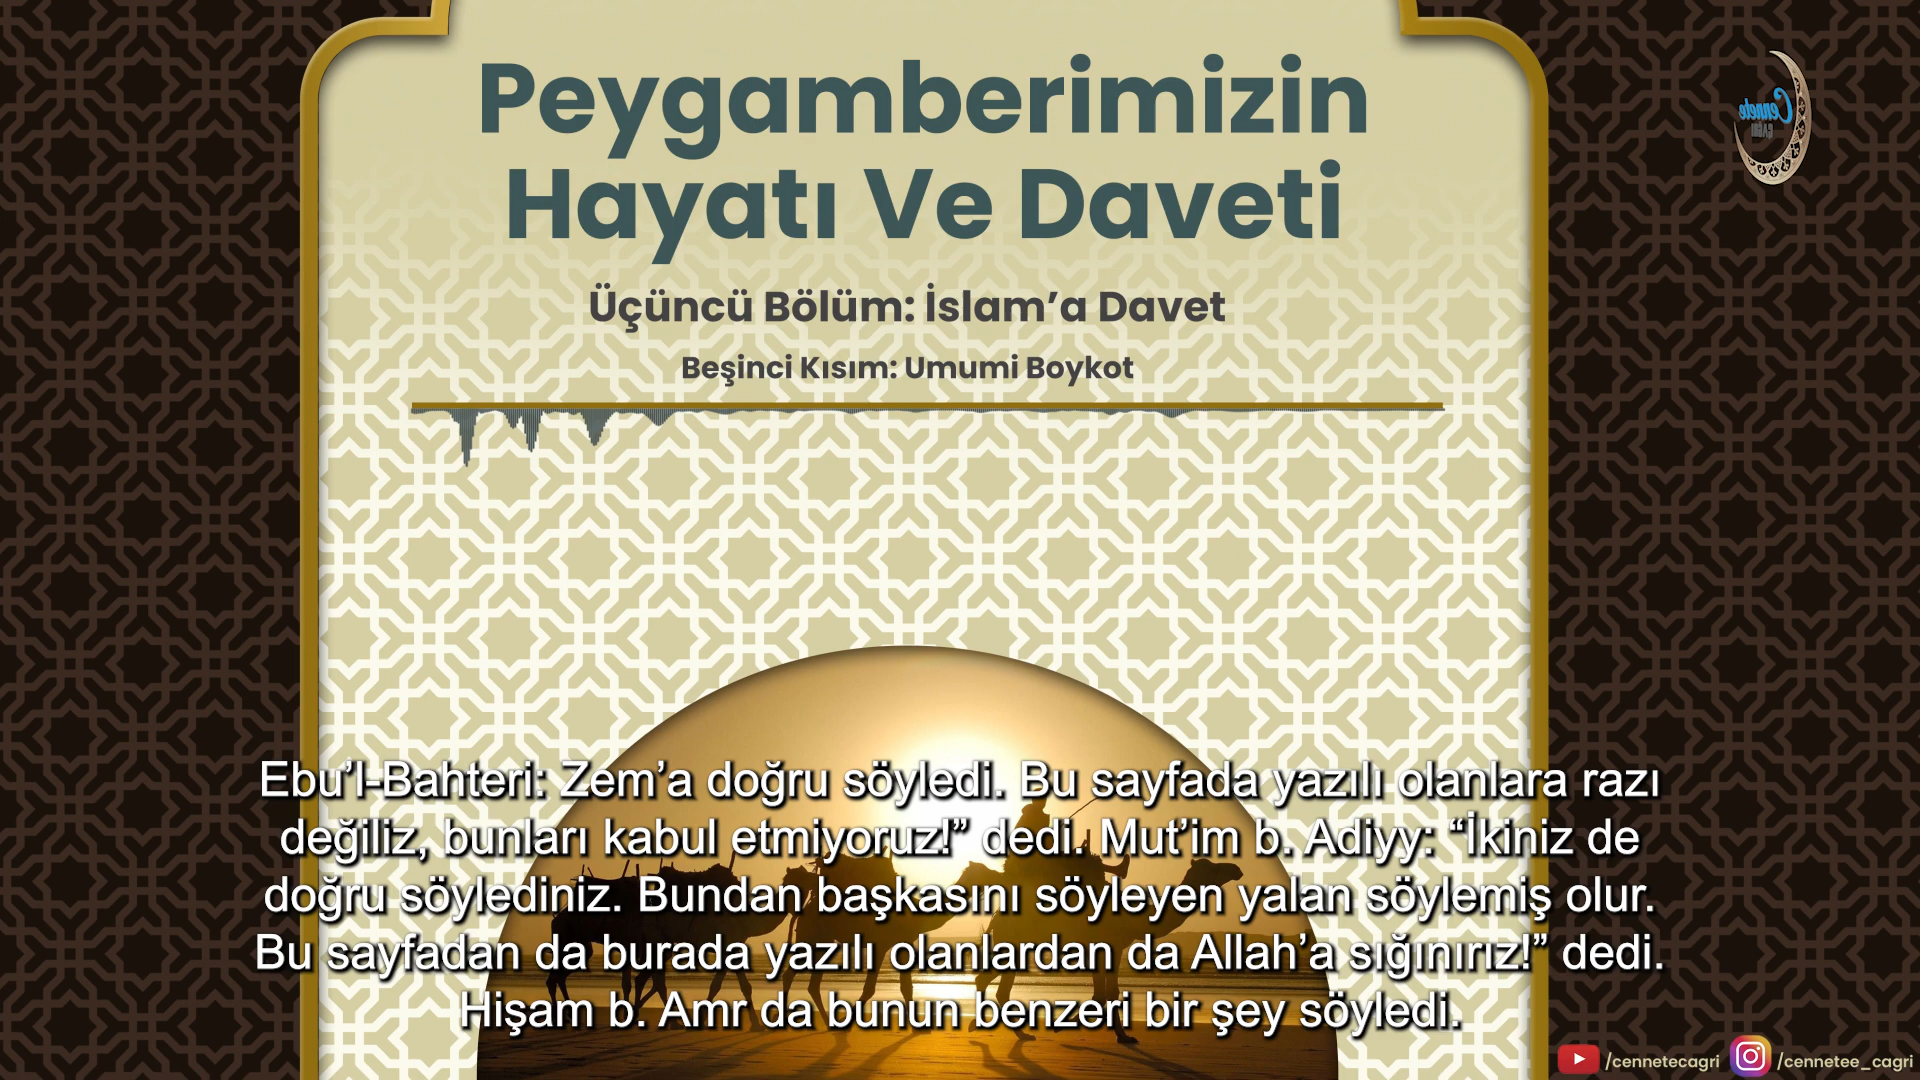 Peygamberimizin
Hayatı Ve Daveti
Üçüncü Bölüm: İslam’a Davet
Beşinci Kısım: Umumi Boykot
Cennete
ÇAĞRI
Ebu’l-Bahteri: Zem’a doğru söyledi. Bu sayfada yazılı olanlara razı
değiliz, bunları kabul etmiyoruz!” dedi. Mut’im b. Adiyy: “İkiniz de
doğru söylediniz. Bundan başkasını söyleyen yalan söylemiş olur.
Bu sayfadan da burada yazılı olanlardan da Allah’a sığınırız!” dedi.
Hişam b. Amr da bunun benzeri bir şey söyledi.
/cennetecagri
/cennetee_cagri